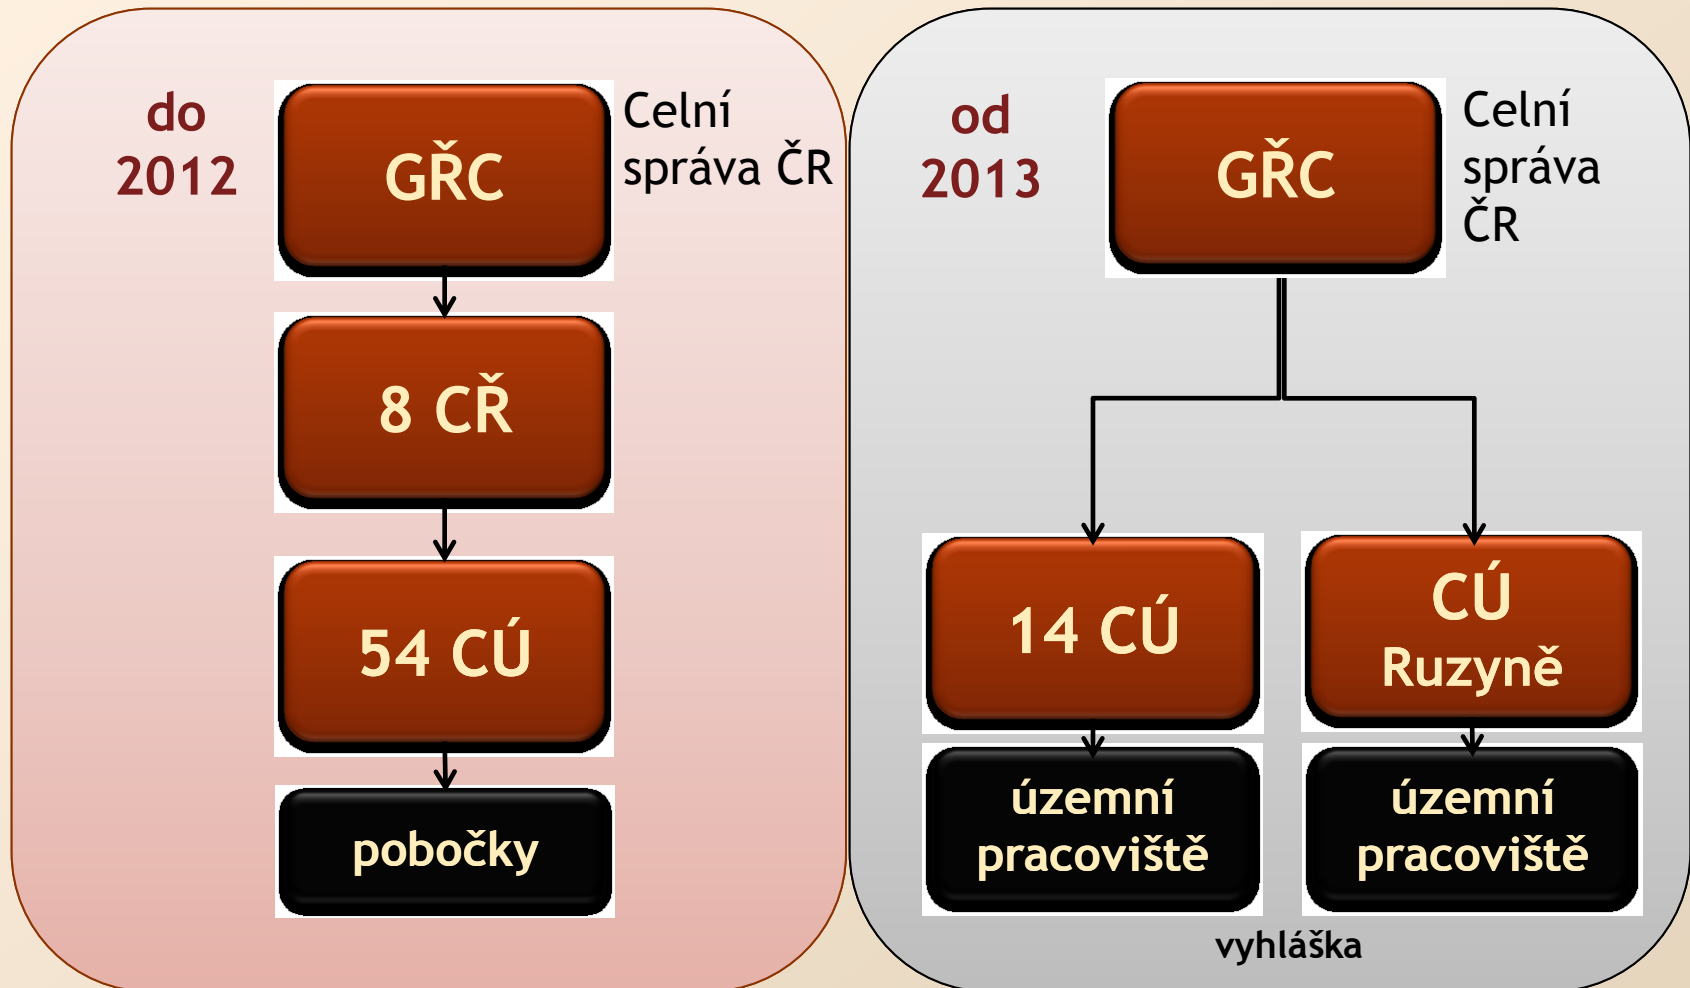 do
2012
GŘC
Celní
správa ČR
8 CŘ
54 CÚ
pobočky
od
2013
GŘC
Celní
správa
ČR
14 CÚ
CÚ
Ruzyně
územní
pracoviště
územní
pracoviště
vyhláška